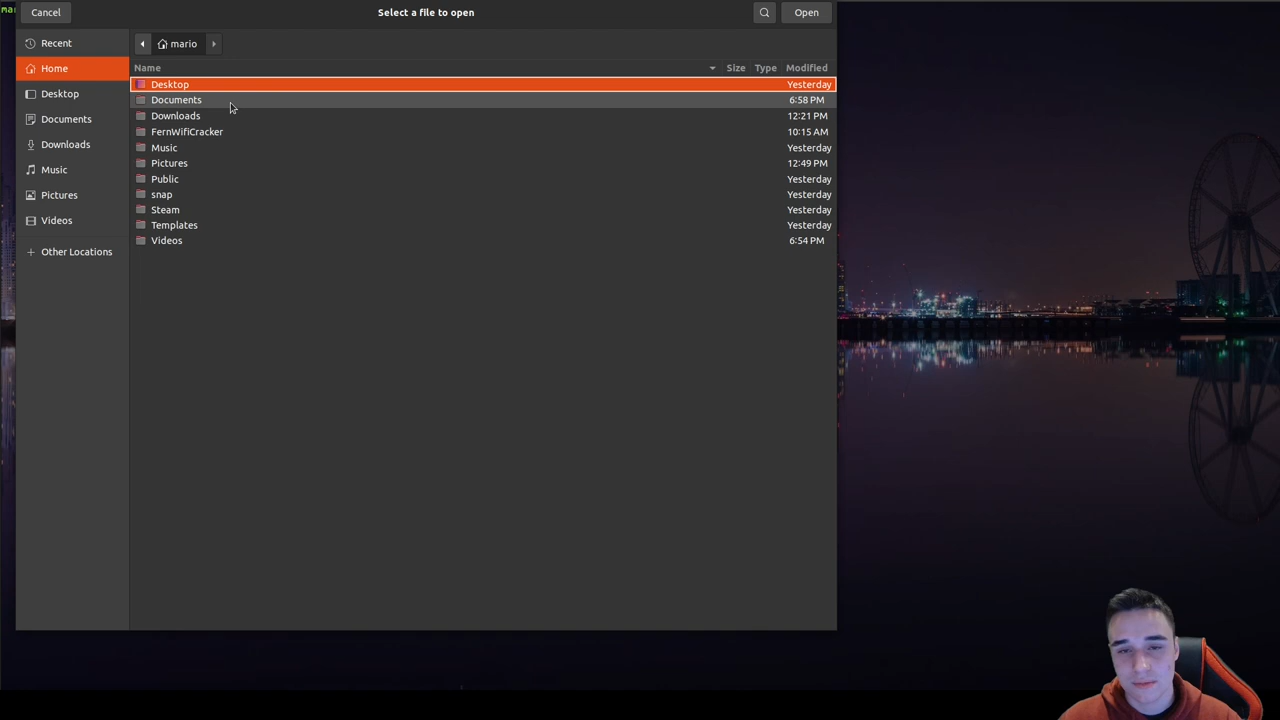 Cancel
Select a file to open
Open
Recent
mario
Home
Name Size Type Modified
Desktop
Desktop Yesterday
Documents 6:58 PM
Documents
Downloads 12:21 PM
FernWifiCracker 10:15 AM
Downloads
Music Yesterday
Music
Pictures 12:49 PM
Public Yesterday
Pictures
snap Yesterday
Steam Yesterday
Videos
Templates Yesterday
Videos 6:54 PM
Other Locations